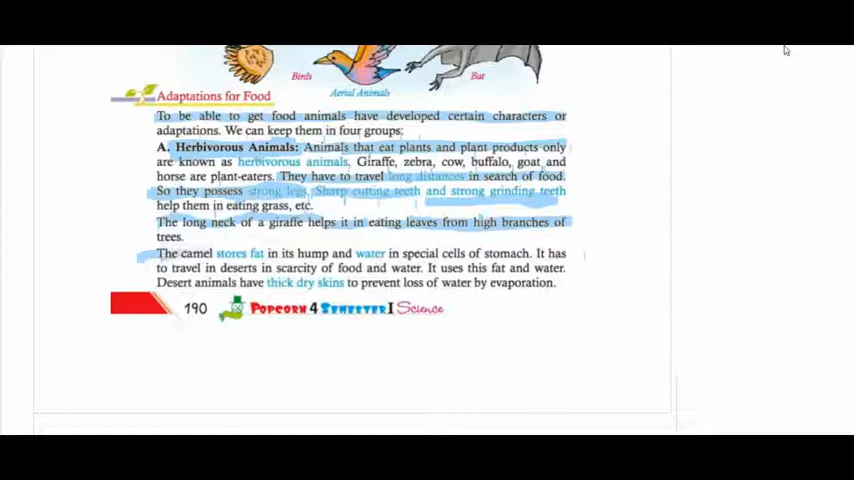 Birds
Bat
Aerial Animals
Adaptations for Food
To be able to get food animals have developed certain characters or
adaptations. We can keep them in four groups:
A. Herbivorous Animals: Animals that eat plants and plant products only
are known as herbivorous animals. Giraffe, zebra, cow, buffalo, goat and
horse are plant-eaters. They have to travel long distances in search of food.
So they possess strong legs. Sharp cutting teeth and strong grinding teeth
help them in eating grass, etc.
The long neck of a giraffe helps it in eating leaves from high branches of
trees.
The camel stores fat in its hump and water in special cells of stomach. It has
to travel in deserts in scarcity of food and water. It uses this fat and water.
Desert animals have thick dry skins to prevent loss of water by evaporation.
190 POPCORN 4 SEMESTER I Science